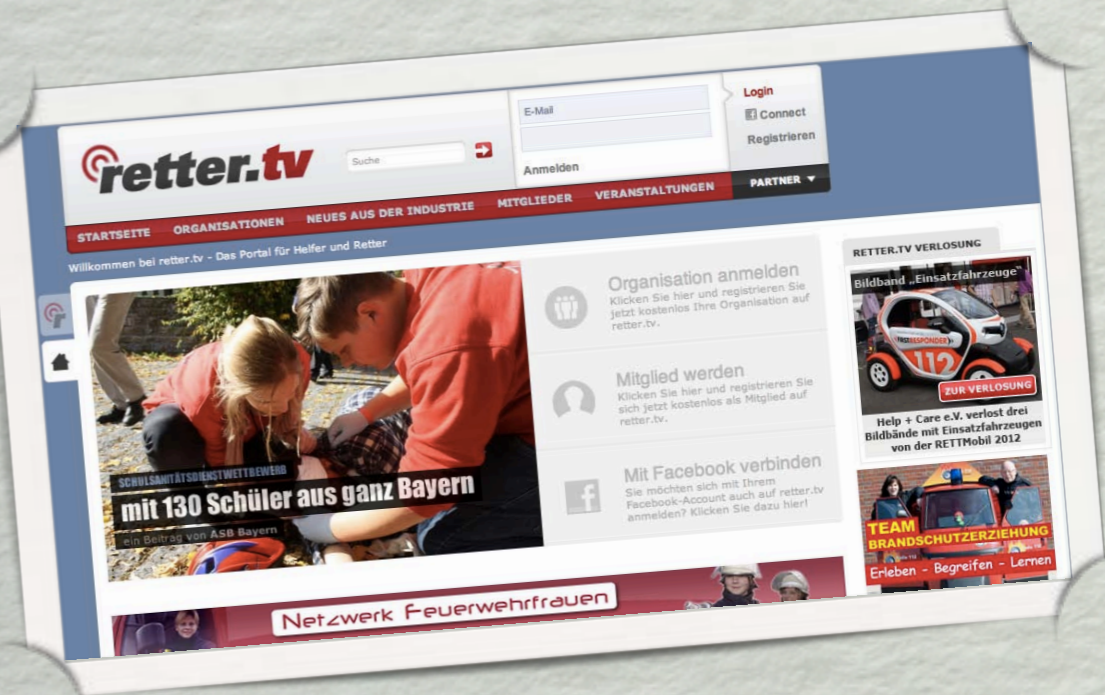 retter.tv
Suche
E-Mail
Anmelden
Login
Connect
Registrieren
STARTSEITE ORGANISATIONEN NEUES AUS DER INDUSTRIE MITGLIEDER VERANSTALTUNGEN PARTNER
Willkommen bei retter.tv - Das Portal für Helfer und Retter
SCHULSANITÄTSDIENSTWETTBEWERB
mit 130 Schüler aus ganz Bayern
ein Beitrag von ASB Bayern
Organisation anmelden
Klicken Sie hier und registrieren Sie
jetzt kostenlos Ihre Organisation auf
retter.tv.
Mitglied werden
Klicken Sie hier und registrieren Sie
sich jetzt kostenlos als Mitglied auf
retter.tv.
Mit Facebook verbinden
Sie möchten sich mit Ihrem
Facebook-Account auch auf retter.tv
anmelden? Klicken Sie dazu hier!
RETTER.TV VERLOSUNG
Bildband „Einsatzfahrzeuge"
FIRSTRESPONDER
112
ZUR VERLOSUNG
Help + Care e.V. verlost drei
Bildbände mit Einsatzfahrzeugen
von der RETTMobil 2012
TEAM
BRANDSCHUTZERZIEHUNG
Erleben - Begreifen - Lernen
Netzwerk Feuerwehrfrauen